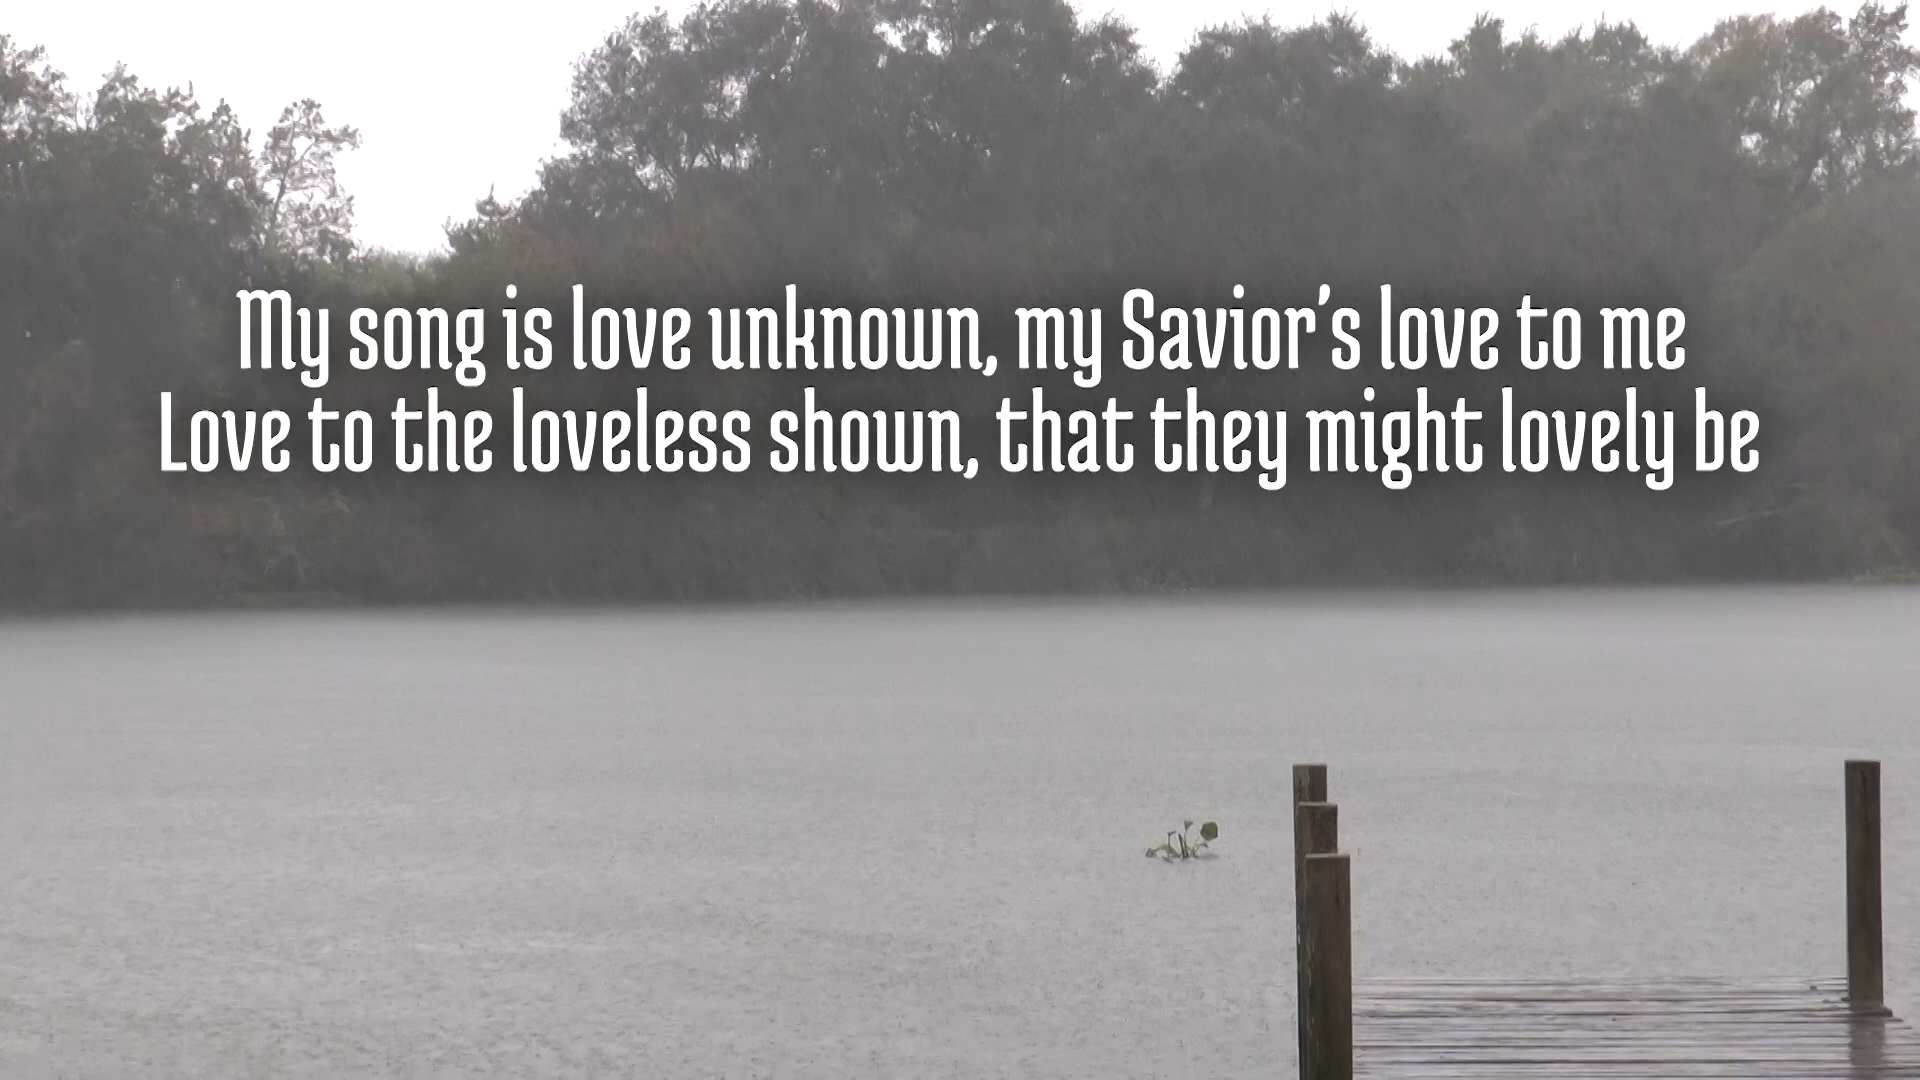 My song is love unknown, my Savior's love to me
Love to the loveless shown, that they might lovely be